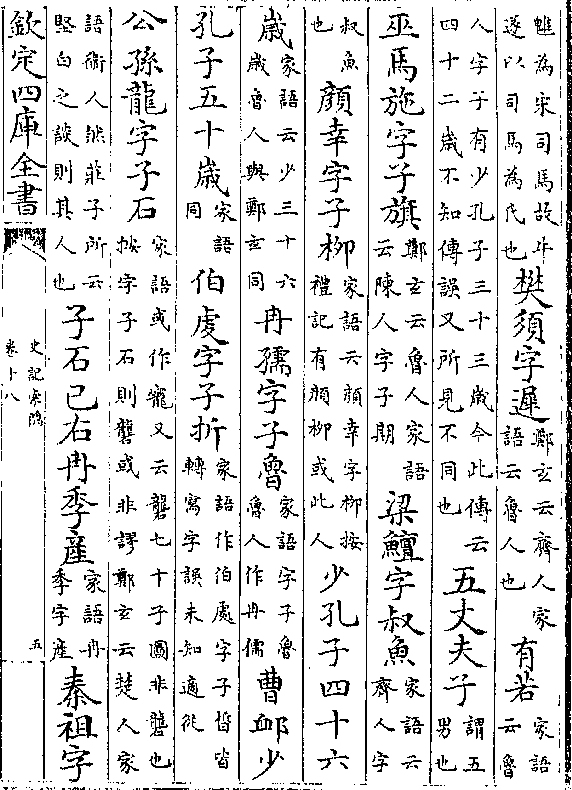 魋為宋司馬故牛遂以司馬為氏也樊須字遲鄭玄云齊人家語云魯人也有若家語云魯
人字子有少孔子三十三歲今此傳云四十二歲不知傳誤又所見不同也五丈夫子謂五男也
巫馬施字子旗鄭玄云魯人家語云陳人字子期梁鱣字叔魚家語云齊人字
叔魚也顔幸字子柳家語云顔幸字柳按禮記有顔柳或此人少孔子四十六
歲家語云少三十六歲魯人與鄭玄同冉孺字子魯家語字子魯魯人作冉儒曹卹少
孔子五十歲家語同伯虔字子折家語作伯處字子皙皆轉寫字誤未知適從
公孫龍字子石家語或作寵又云礱七十子圖非礱也按字子石則礱或非謬鄭玄云楚人家
語衛人然莊子所云堅白之談則其人也子石已右冉季産家語冉季字産秦祖字
欽定四庫全書
史記索隱
卷十八
五